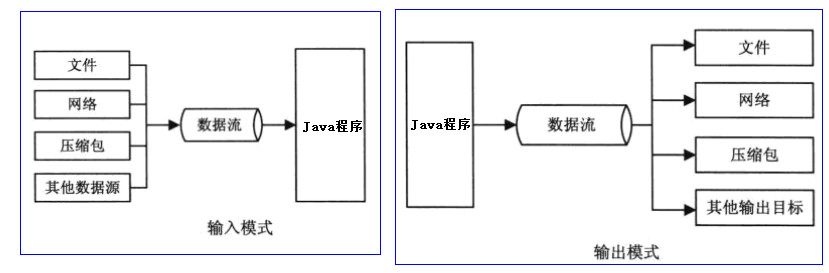 文件
网络
压缩包
其他数据源
数据流
Java程序
输入模式
Java程序
数据流
文件
网络
压缩包
其他输出目标
输出模式